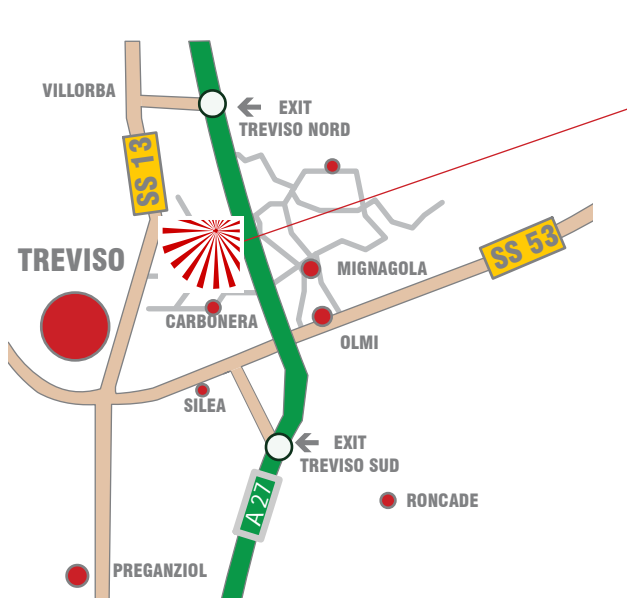 VILLORBA
EXIT
TREVISO NORD
SS 13
TREVISO
SS 53
MIGNAGOLA
CARBONERA
OLMI
SILEA
EXIT
TREVISO SUD
A27
RONCADE
PREGANZIOL